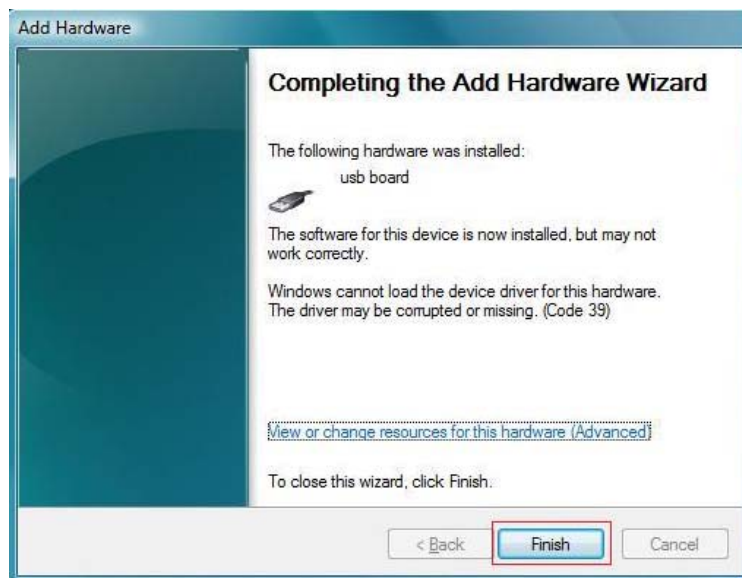 Add Hardware
Completing the Add Hardware Wizard
The following hardware was installed:
usb board
The software for this device is now installed, but may not
work correctly.
Windows cannot load the device driver for this hardware.
The driver may be corrupted or missing. (Code 39)
View or change resources for this hardware (Advanced)
To close this wizard, click Finish.
< Back Finish Cancel